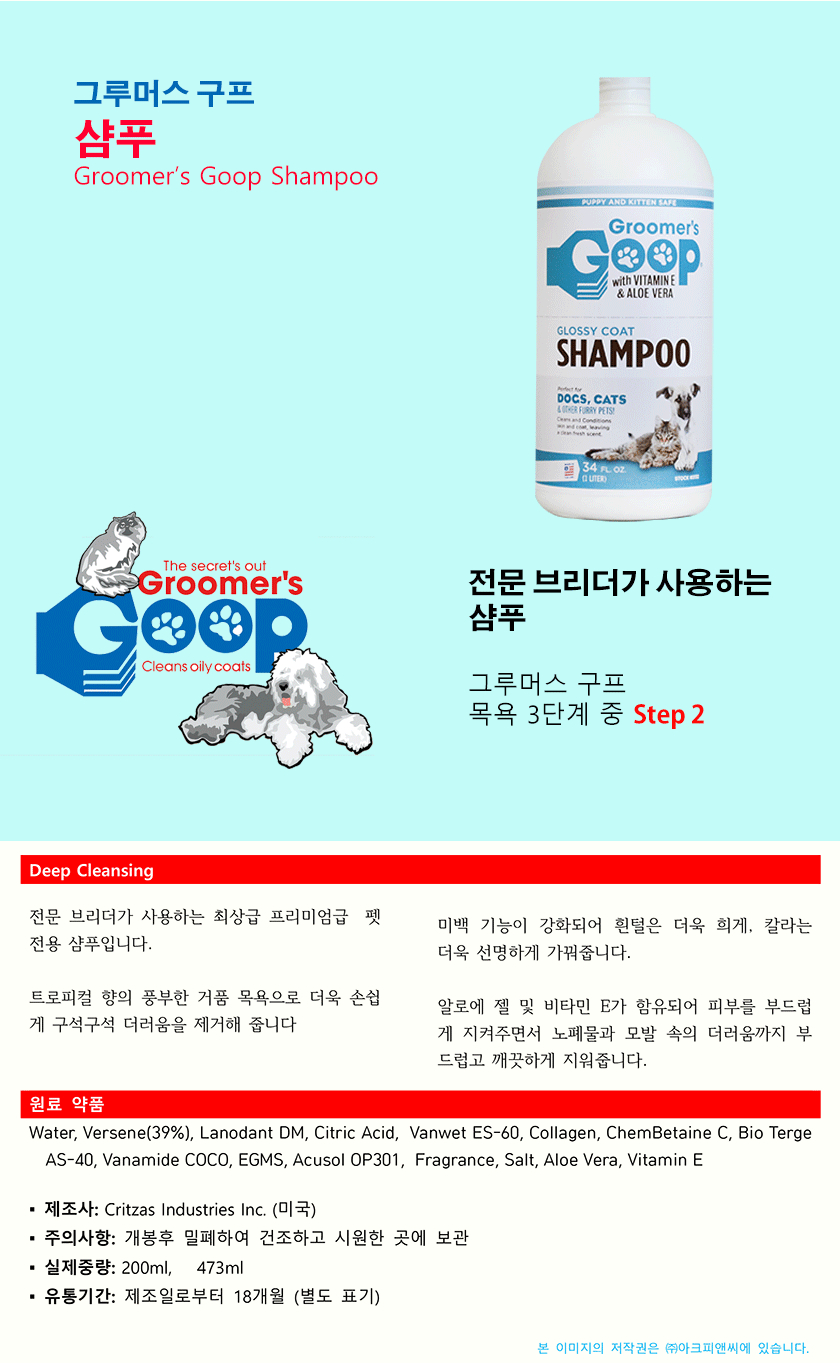 그루머스 구프
샴푸
Groomer's Goop Shampoo
PUPPY AND KITTEN SAFE
Groomer's
Goop
with VITAMIN E
& ALOE VERA
GLOSSY COAT
SHAMPOO
Perfect for
DOGS, CATS
& OTHER FURRY PETS!
Cleans and Conditions
skin and coat, leaving
a clean fresh scent.
34 FL. OZ.
(1 LITER)
The secret's out
Groomer's
Goop
Cleans oily coats
전문 브리더가 사용하는
샴푸
그루머스 구프
목욕 3단계 중 Step 2
Deep Cleansing
전문 브리더가 사용하는 최상급 프리미엄급 펫
전용 샴푸입니다.
트로피컬 향의 풍부한 거품 목욕으로 더욱 손쉽
게 구석구석 더러움을 제거해 줍니다
미백 기능이 강화되어 흰털은 더욱 희게, 칼라는
더욱 선명하게 가꿔줍니다.
알로에 젤 및 비타민 E가 함유되어 피부를 부드럽
게 지켜주면서 노폐물과 모발 속의 더러움까지 부
드럽고 깨끗하게 지워줍니다.
원료 약품
Water, Versene(39%), Lanodant DM, Citric Acid, Vanwet ES-60, Collagen, ChemBetaine C, Bio Terge
AS-40, Vanamide COCO, EGMS, Acusol OP301, Fragrance, Salt, Aloe Vera, Vitamin E
▪ 제조사: Critzas Industries Inc. (미국)
▪ 주의사항: 개봉후 밀폐하여 건조하고 시원한 곳에 보관
▪ 실제중량: 200ml, 473ml
▪ 유통기간: 제조일로부터 18개월 (별도 표기)
본 이미지의 저작권은 ㈜아크피앤씨에 있습니다.